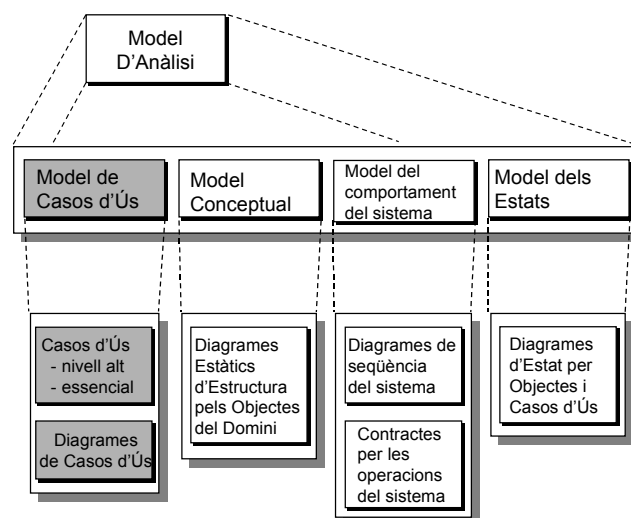 Model
D'Anàlisi
Model de
Casos d'Ús
Model
Conceptual
Model del
comportament
del sistema
Model dels
Estats
Casos d'Ús
- nivell alt
- essencial
Diagrames
de Casos d'Ús
Diagrames
Estàtics
d'Estructura
pels Objectes
del Domini
Diagrames de
seqüència
del sistema
Contractes
per les
operacions
del sistema
Diagrames
d'Estat per
Objectes i
Casos d'Ús